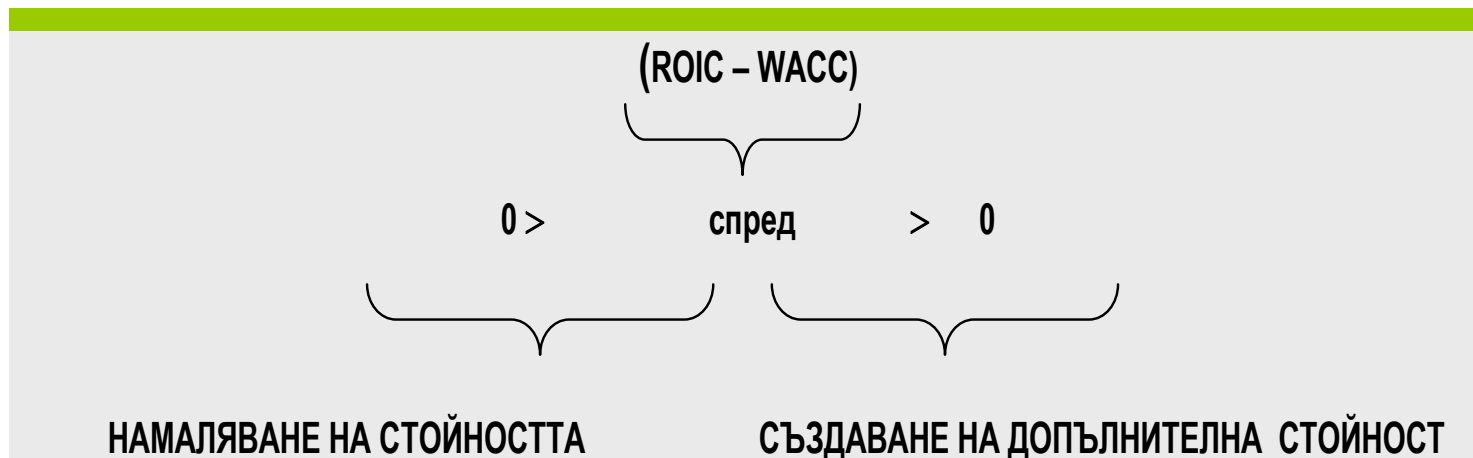 (ROIC – WACC)
0 > спред > 0
НАМАЛЯВАНЕ НА СТОЙНОСТТА СЪЗДАВАНЕ НА ДОПЪЛНИТЕЛНА СТОЙНОСТ